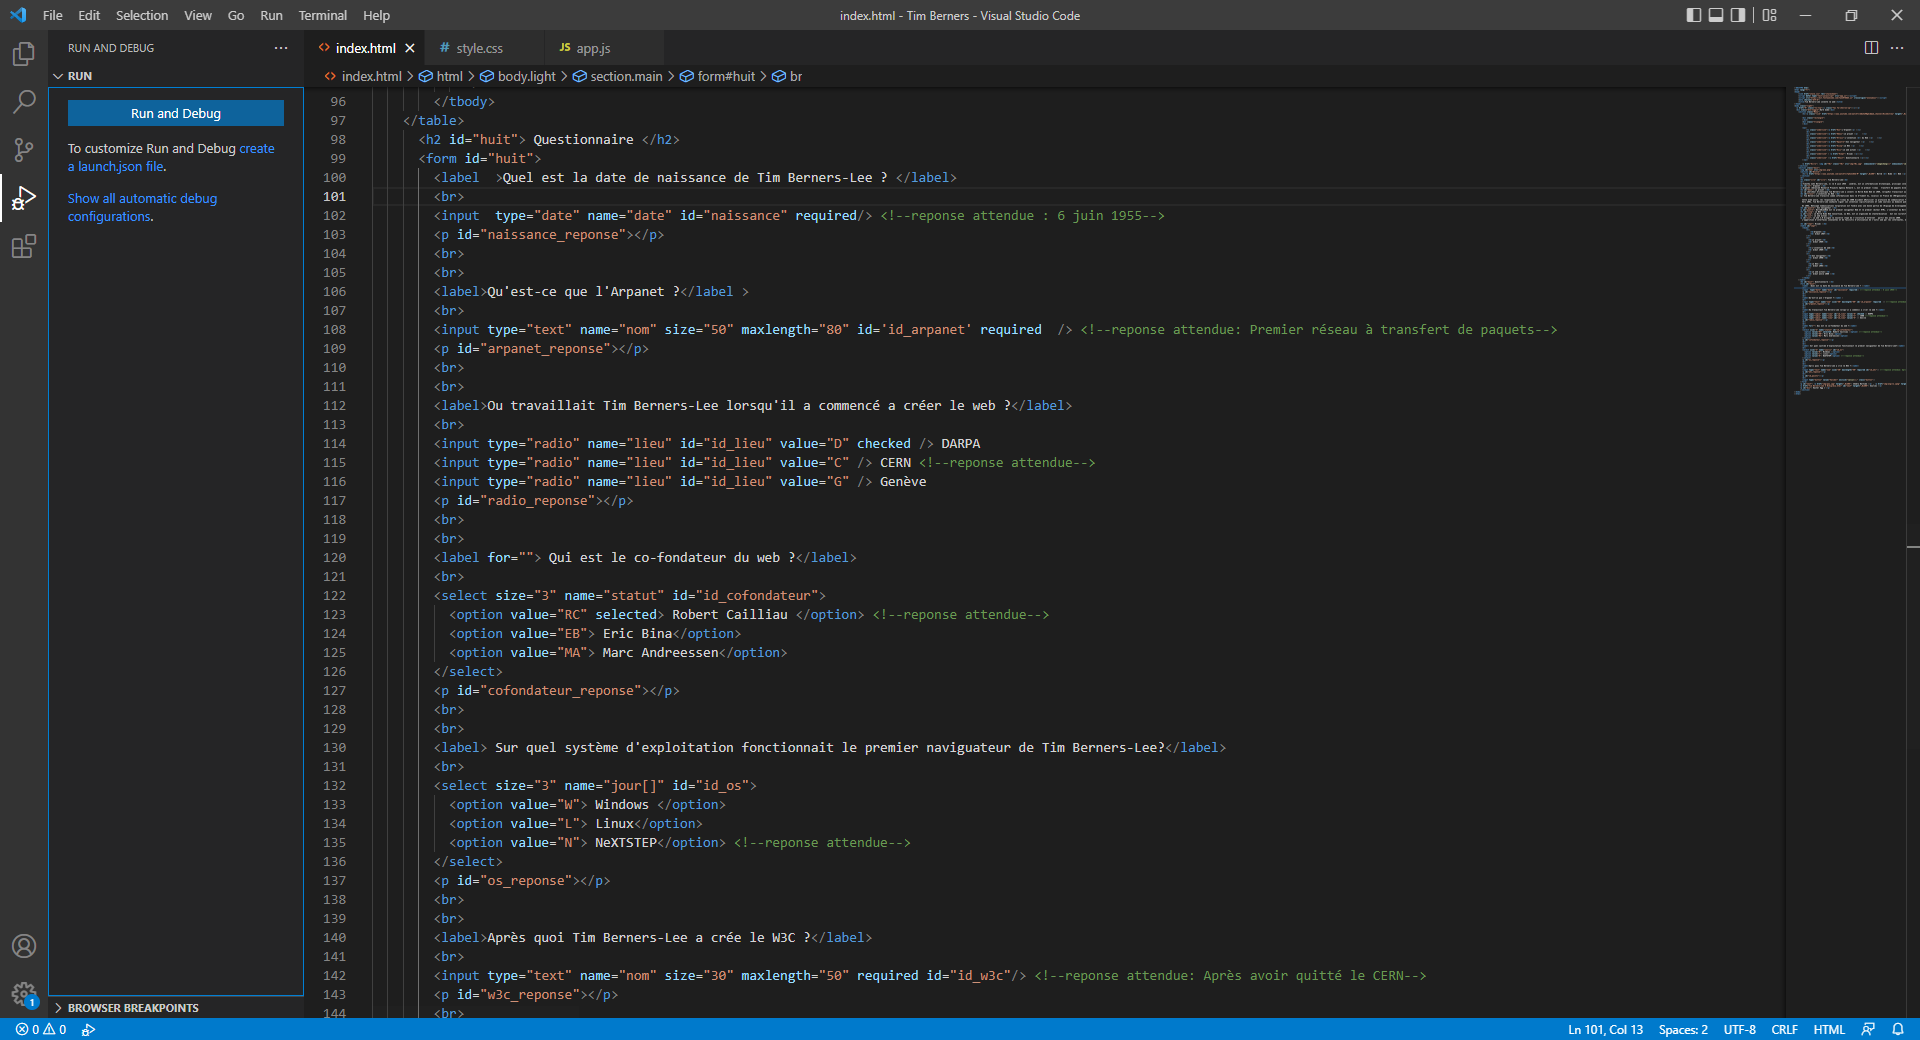 File Edit Selection View Go Run Terminal Help
index.html - Tim Berners - Visual Studio Code
RUN AND DEBUG ···
RUN
Run and Debug
To customize Run and Debug create
a launch.json file.
Show all automatic debug
configurations.
BROWSER BREAKPOINTS
1
<> index.html # style.css JS app.js
<> index.html > html > body.light > section.main > form#huit > br
96 </tbody>
97 </table>
98 <h2 id="huit"> Questionnaire </h2>
99 <form id="huit">
100 <label  >Quel est la date de naissance de Tim Berners-Lee ? </label>
101 <br>
102 <input  type="date" name="date" id="naissance" required/> <!--reponse attendue : 6 juin 1955-->
103 <p id="naissance_reponse"></p>
104 <br>
105 <br>
106 <label>Qu'est-ce que l'Arpanet ?</label >
107 <br>
108 <input type="text" name="nom" size="50" maxlength="80" id='id_arpanet' required  /> <!--reponse attendue: Premier réseau à transfert de paquets-->
109 <p id="arpanet_reponse"></p>
110 <br>
111 <br>
112 <label>Ou travaillait Tim Berners-Lee lorsqu'il a commencé a créer le web ?</label>
113 <br>
114 <input type="radio" name="lieu" id="id_lieu" value="D" checked /> DARPA
115 <input type="radio" name="lieu" id="id_lieu" value="C" /> CERN <!--reponse attendue-->
116 <input type="radio" name="lieu" id="id_lieu" value="G" /> Genève
117 <p id="radio_reponse"></p>
118 <br>
119 <br>
120 <label for=""> Qui est le co-fondateur du web ?</label>
121 <br>
122 <select size="3" name="statut" id="id_cofondateur">
123 <option value="RC" selected> Robert Cailliau </option> <!--reponse attendue-->
124 <option value="EB"> Eric Bina</option>
125 <option value="MA"> Marc Andreessen</option>
126 </select>
127 <p id="cofondateur_reponse"></p>
128 <br>
129 <br>
130 <label> Sur quel système d'exploitation fonctionnait le premier naviguateur de Tim Berners-Lee?</label>
131 <br>
132 <select size="3" name="jour[]" id="id_os">
133 <option value="W"> Windows </option>
134 <option value="L"> Linux</option>
135 <option value="N"> NeXTSTEP</option> <!--reponse attendue-->
136 </select>
137 <p id="os_reponse"></p>
138 <br>
139 <br>
140 <label>Après quoi Tim Berners-Lee a crée le W3C ?</label>
141 <br>
142 <input type="text" name="nom" size="30" maxlength="50" required id="id_w3c"/> <!--reponse attendue: Après avoir quitté le CERN-->
143 <p id="w3c_reponse"></p>
144 <br>
0 0 Ln 101, Col 13 Spaces: 2 UTF-8 CRLF HTML